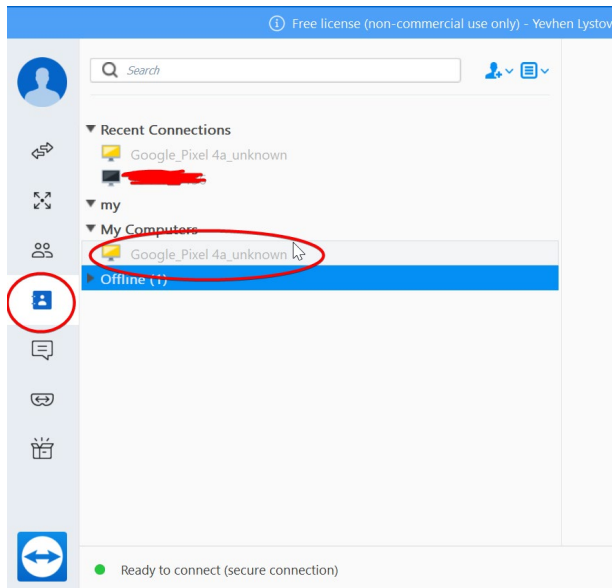 Free license (non-commercial use only) - Yevhen Lystov
Search
Recent Connections
Google_Pixel 4a_unknown
my
My Computers
Google_Pixel 4a_unknown
Offline (1)
Ready to connect (secure connection)